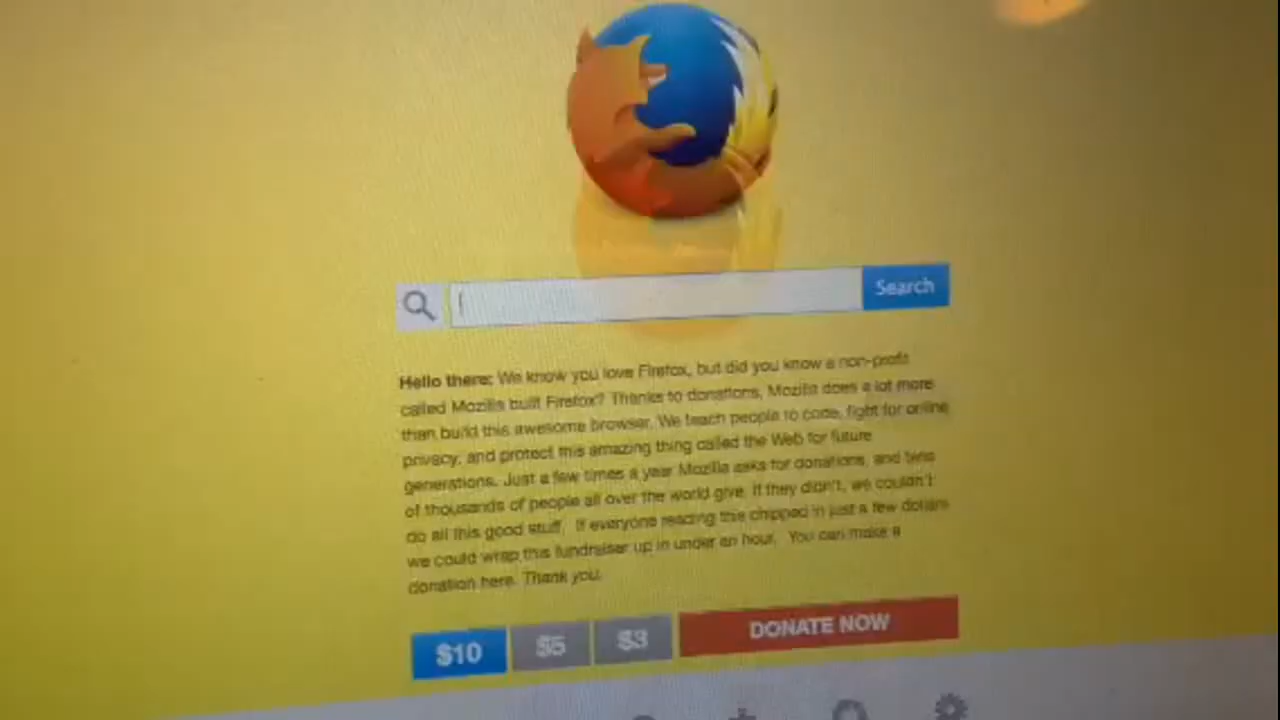 Search
Hello there: We know you love Firefox, but did you know a non-profit
called Mozilla built Firefox? Thanks to donations, Mozilla does a lot more
than build this awesome browser. We teach people to code, fight for online
privacy, and protect this amazing thing called the Web for future
generations. Just a few times a year Mozilla asks for donations, and tens
of thousands of people all over the world give. If they didn't, we couldn't
do all this good stuff. If everyone reading this chipped in just a few dollars
we could wrap this fundraiser up in under an hour. You can make a
donation here. Thank you.
$10 $5 $3 DONATE NOW